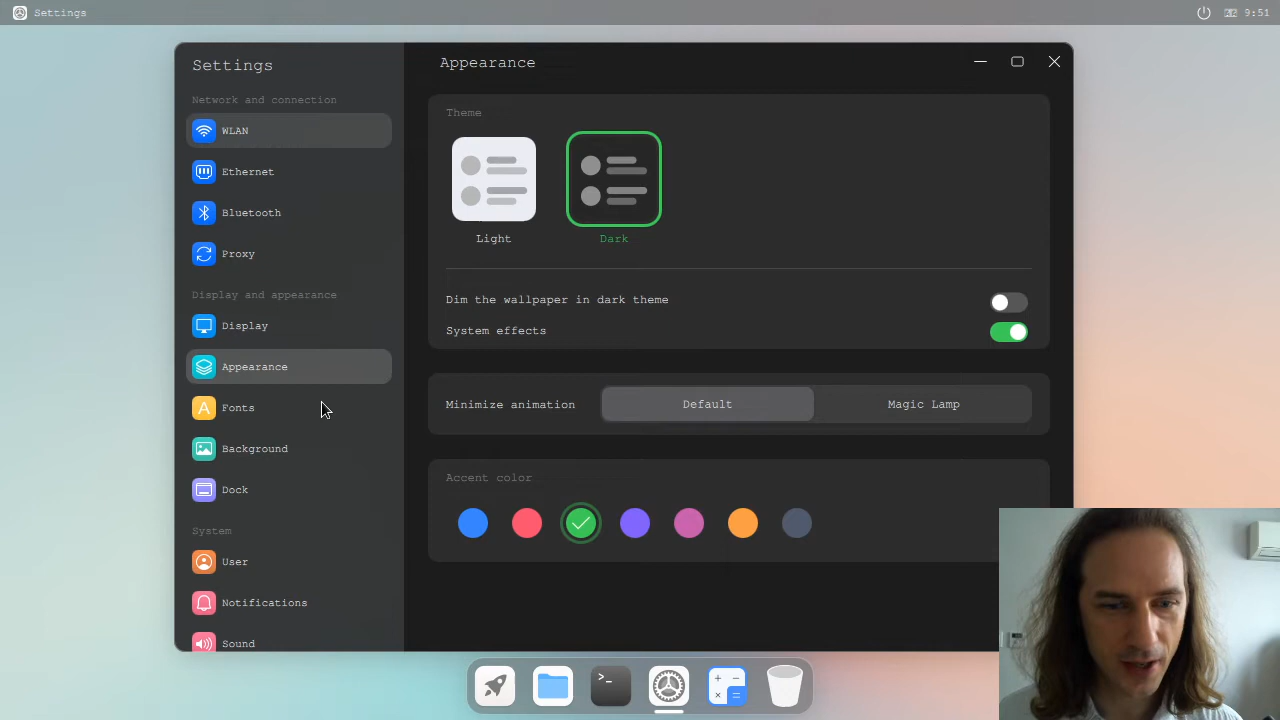 Settings
9:51
Settings
Network and connection
WLAN
Ethernet
Bluetooth
Proxy
Display and appearance
Display
Appearance
Fonts
Background
Dock
System
User
Notifications
Sound
Appearance
Theme
Light
Dark
Dim the wallpaper in dark theme
System effects
Minimize animation
Default
Magic Lamp
Accent color